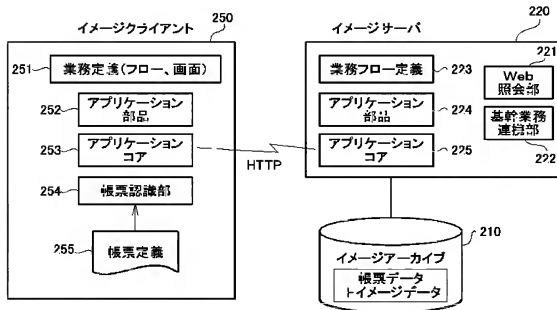 イメージクライアント
250
251
業務定義(フロー、画面)
252
アプリケーション
部品
253
アプリケーション
コア
254
帳票認識部
255
帳票定義
HTTP
イメージサーバ
220
221
業務フロー定義
223
Web
照会部
アプリケーション
部品
224
基幹業務
連携部
222
アプリケーション
コア
225
210
イメージアーカイブ
帳票データ
トイメージデータ